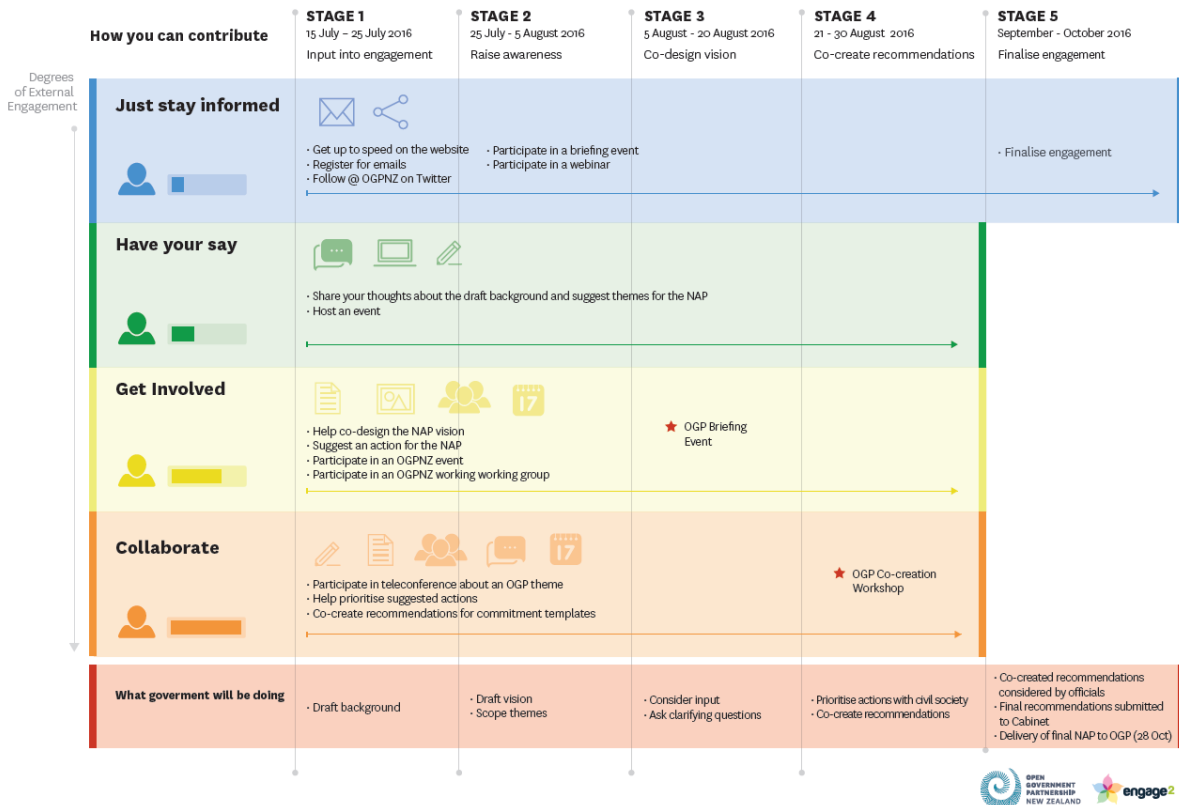 How you can contribute
STAGE 1
15 July – 25 July 2016
Input into engagement
STAGE 2
25 July - 5 August 2016
Raise awareness
STAGE 3
5 August - 20 August 2016
Co-design vision
STAGE 4
21 - 30 August 2016
Co-create recommendations
STAGE 5
September - October 2016
Finalise engagement
Degrees
of External
Engagement
Just stay informed
· Get up to speed on the website
· Register for emails
· Follow @ OGPNZ on Twitter
· Participate in a briefing event
· Participate in a webinar
· Finalise engagement
Have your say
· Share your thoughts about the draft background and suggest themes for the NAP
· Host an event
Get Involved
17
· Help co-design the NAP vision
· Suggest an action for the NAP
· Participate in an OGPNZ event
· Participate in an OGPNZ working working group
OGP Briefing
Event
Collaborate
17
· Participate in teleconference about an OGP theme
· Help prioritise suggested actions
· Co-create recommendations for commitment templates
OGP Co-creation
Workshop
What goverment will be doing
· Draft background
· Draft vision
· Scope themes
· Consider input
· Ask clarifying questions
· Prioritise actions with civil society
· Co-create recommendations
· Co-created recommendations
considered by officials
· Final recommendations submitted
to Cabinet
· Delivery of final NAP to OGP (28 Oct)
OPEN
GOVERNMENT
PARTNERSHIP
NEW ZEALAND
engage2